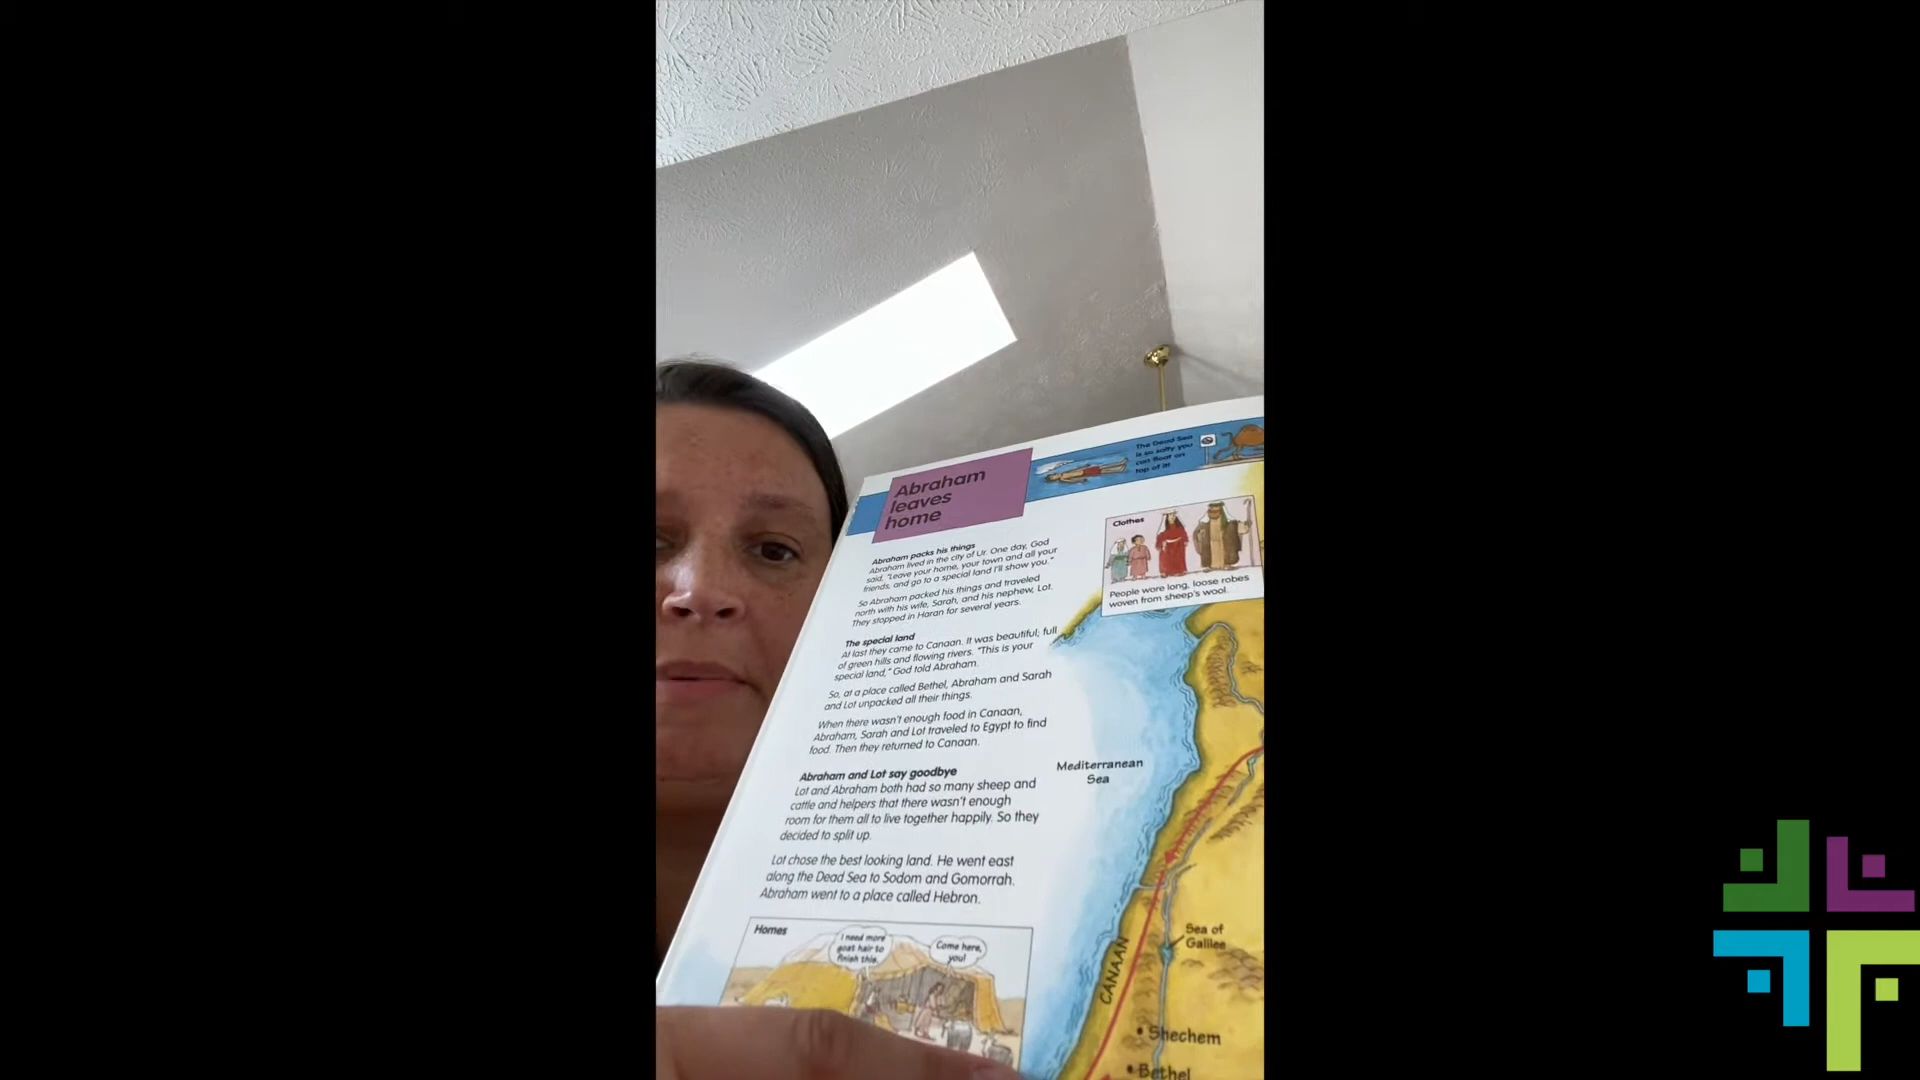 Abraham
leaves
home
The Dead Sea
is so salty you
can float on
top of it!
Clothes
People wore long, loose robes
woven from sheep's wool.
Abraham packs his things
Abraham lived in the city of Ur. One day, God
said, "Leave your home, your town and all your
friends, and go to a special land I'll show you."
So Abraham packed his things and traveled
north with his wife, Sarah, and his nephew, Lot.
They stopped in Haran for several years.
The special land
At last they came to Canaan. It was beautiful; full
of green hills and flowing rivers. "This is your
special land," God told Abraham.
So, at a place called Bethel, Abraham and Sarah
and Lot unpacked all their things.
When there wasn't enough food in Canaan,
Abraham, Sarah and Lot traveled to Egypt to find
food. Then they returned to Canaan.
Abraham and Lot say goodbye
Lot and Abraham both had so many sheep and
cattle and helpers that there wasn't enough
room for them all to live together happily. So they
decided to split up.
Lot chose the best looking land. He went east
along the Dead Sea to Sodom and Gomorrah.
Abraham went to a place called Hebron.
Homes
I need more
goat hair to
finish this.
Come here,
you!
Mediterranean
Sea
Sea of
Galilee
CANAAN
Shechem
Bethel